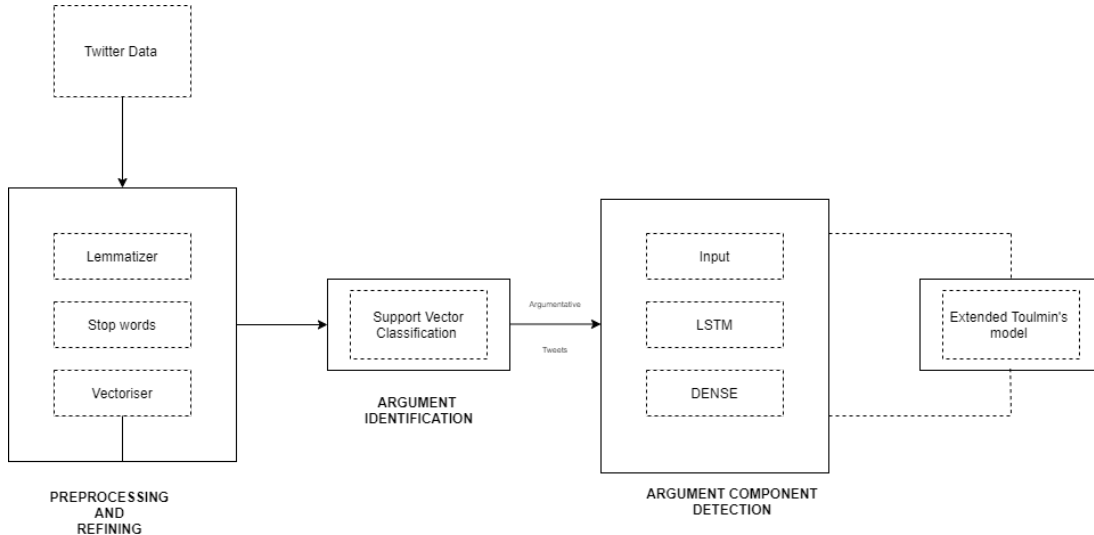 Twitter Data
Lemmatizer
Stop words
Vectoriser
PREPROCESSING
AND
REFINING
Support Vector
Classification
ARGUMENT
IDENTIFICATION
Argumentative
Tweets
Input
LSTM
DENSE
ARGUMENT COMPONENT
DETECTION
Extended Toulmin's
model